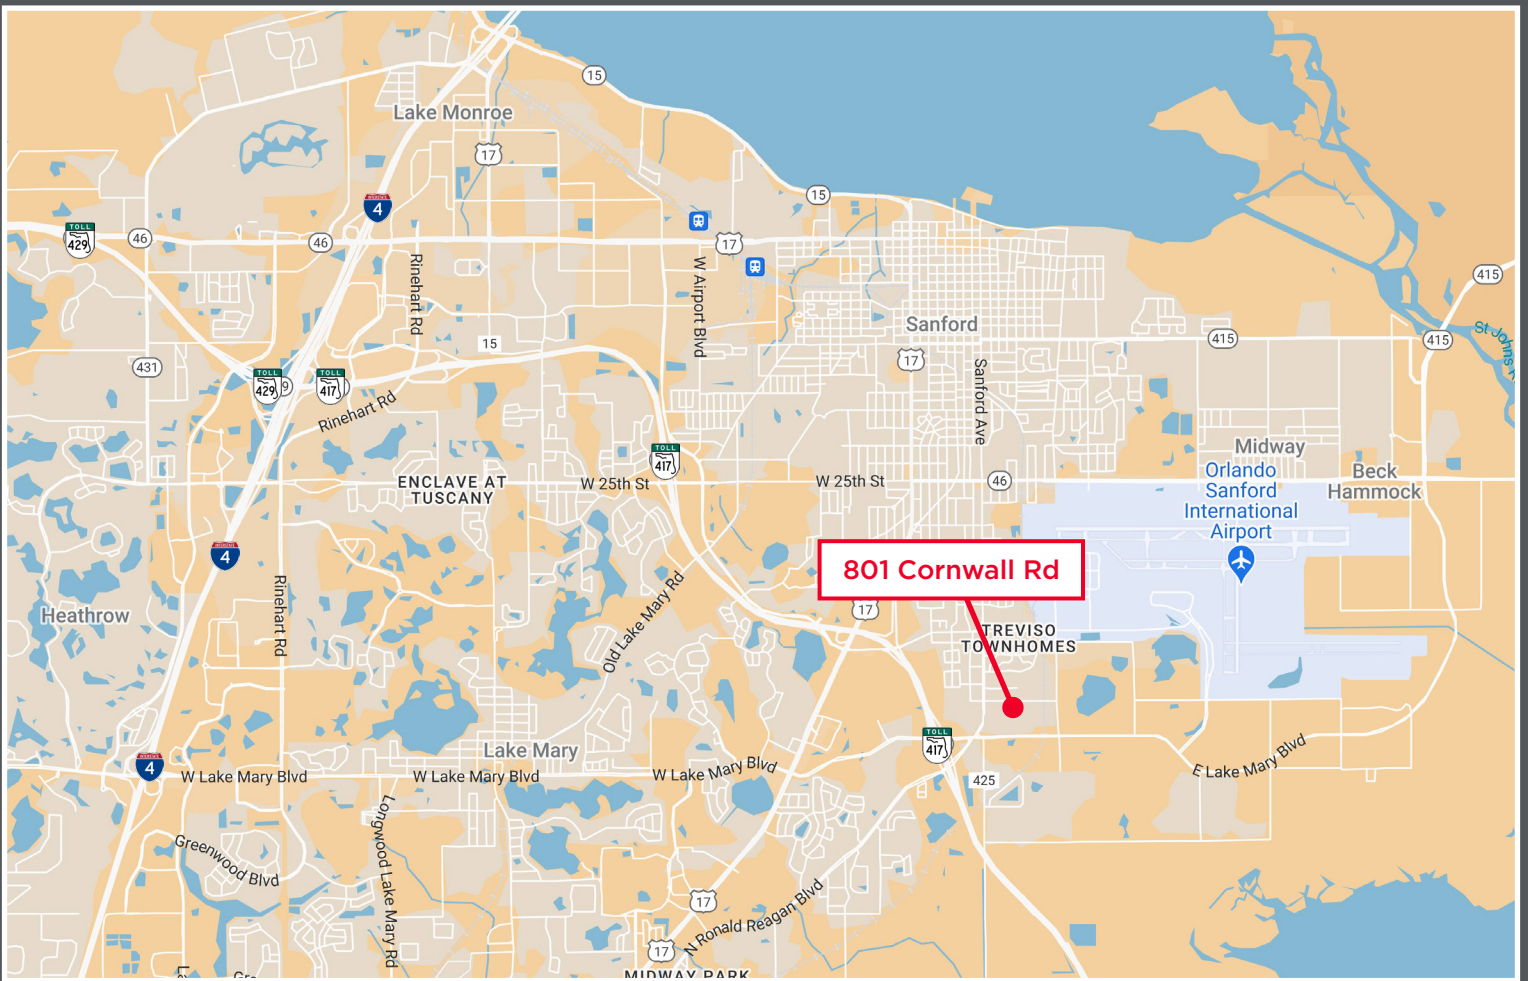 15
Lake Monroe
17
INTERSTATE
4
15
TOLL
429
46
46
17
415
Rinehart Rd
W Airport Blvd
Sanford
15
415
415
St Johns R
431
17
TOLL
429
9
TOLL
417
Rinehart Rd
Sanford Ave
TOLL
417
Midway
Beck
Hammock
ENCLAVE AT
TUSCANY
W 25th St
W 25th St
46
Orlando
Sanford
International
Airport
4
801 Cornwall Rd
Heathrow
Rinehart Rd
Old Lake Mary Rd
17
TREVISO
TOWNHOMES
Lake Mary
TOLL
417
4
W Lake Mary Blvd
W Lake Mary Blvd
W Lake Mary Blvd
E Lake Mary Blvd
425
Longwood Lake Mary Rd
Greenwood Blvd
17
N Ronald Reagan Blvd
17
MIDWAY PARK